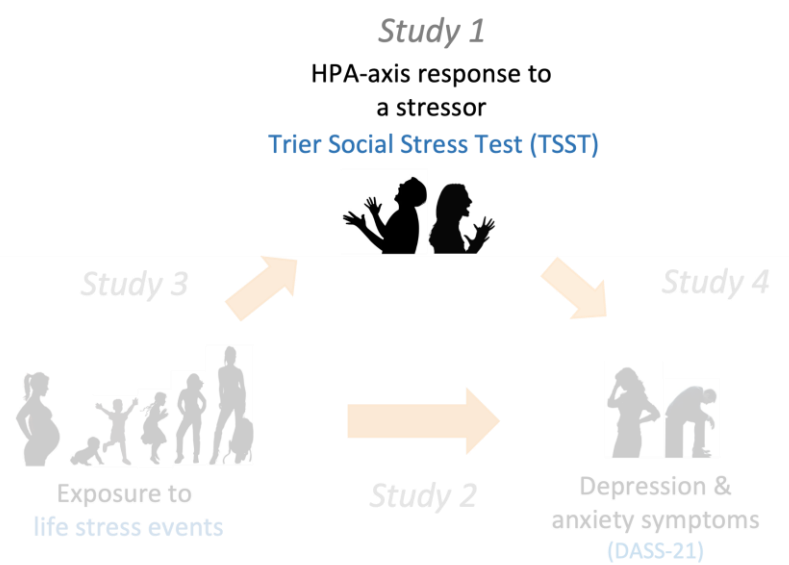 Study 1
HPA-axis response to
a stressor
Trier Social Stress Test (TSST)
Study 3
Study 4
Exposure to
life stress events
Study 2
Depression &
anxiety symptoms
(DASS-21)